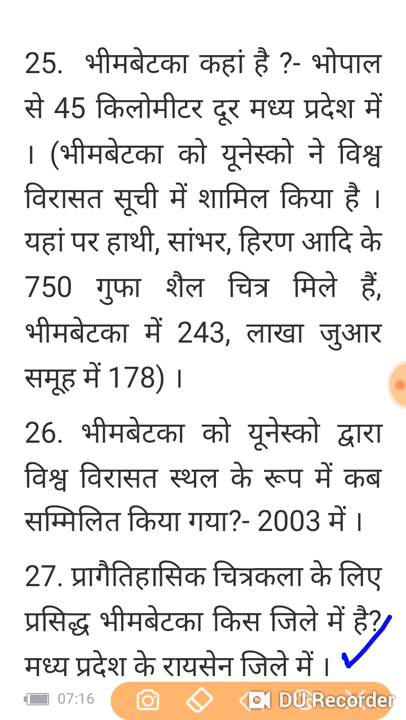 25. भीमबेटका कहां है ?- भोपाल
से 45 किलोमीटर दूर मध्य प्रदेश में
। (भीमबेटका को यूनेस्को ने विश्व
विरासत सूची में शामिल किया है ।
यहां पर हाथी, सांभर, हिरण आदि के
750 गुफा शैल चित्र मिले हैं,
भीमबेटका में 243, लाखा जुआर
समूह में 178) ।
26. भीमबेटका को यूनेस्को द्वारा
विश्व विरासत स्थल के रूप में कब
सम्मिलित किया गया?- 2003 में ।
27. प्रागैतिहासिक चित्रकला के लिए
प्रसिद्ध भीमबेटका किस जिले में है?
मध्य प्रदेश के रायसेन जिले में ।
07:16
DU Recorder